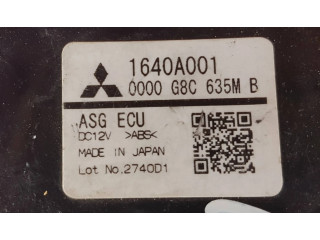 1640A001
0000 G8C 635M B
ASG ECU
DC12V >ABS<
MADE IN JAPAN
Lot No.2740D1